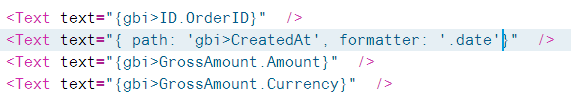 <Text text="{gbi>ID.OrderID}"  />
<Text text="{ path: 'gbi>CreatedAt', formatter: '.date'}"  />
<Text text="{gbi>GrossAmount.Amount}"  />
<Text text="{gbi>GrossAmount.Currency}"  />